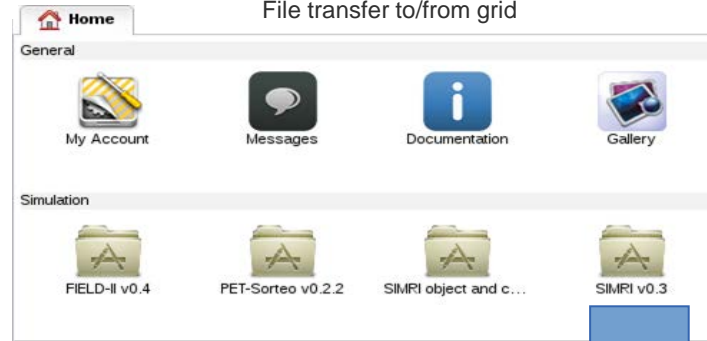 File transfer to/from grid
Home
General
My Account
Messages
Documentation
Gallery
Simulation
FIELD-II v0.4
PET-Sorteo v0.2.2
SIMRI object and c...
SIMRI v0.3